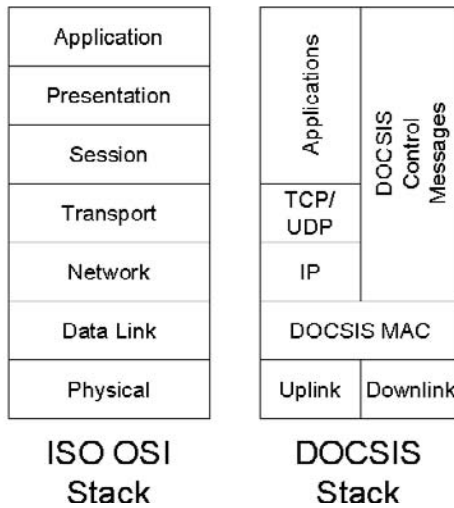 Application
Presentation
Session
Transport
Network
Data Link
Physical
ISO OSI
Stack
Applications
TCP/
UDP
IP
DOCSIS
Control
Messages
DOCSIS MAC
Uplink
Downlink
DOCSIS
Stack